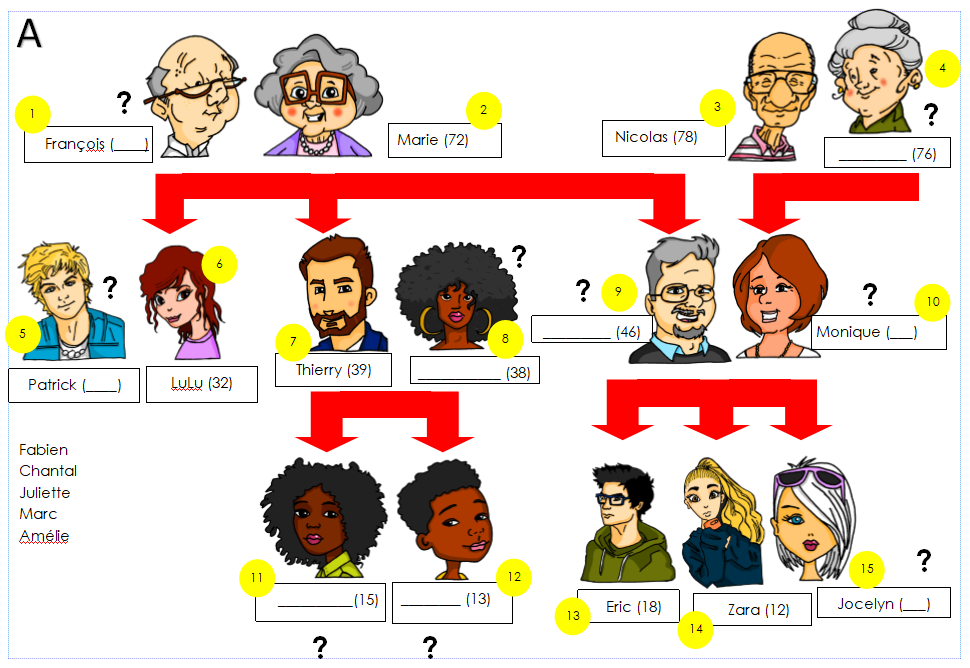 A
?
1
François (____)
2
Marie (72)
3
Nicolas (78)
4
?
________ (76)
5
?
Patrick (____)
6
LuLu (32)
7
Thierry (39)
?
8
__________ (38)
?
9
________ (46)
?
10
Monique (___)
Fabien
Chantal
Juliette
Marc
Amélie
11
_________(15)
?
12
_______ (13)
?
13
Eric (18)
14
Zara (12)
15
?
Jocelyn (___)